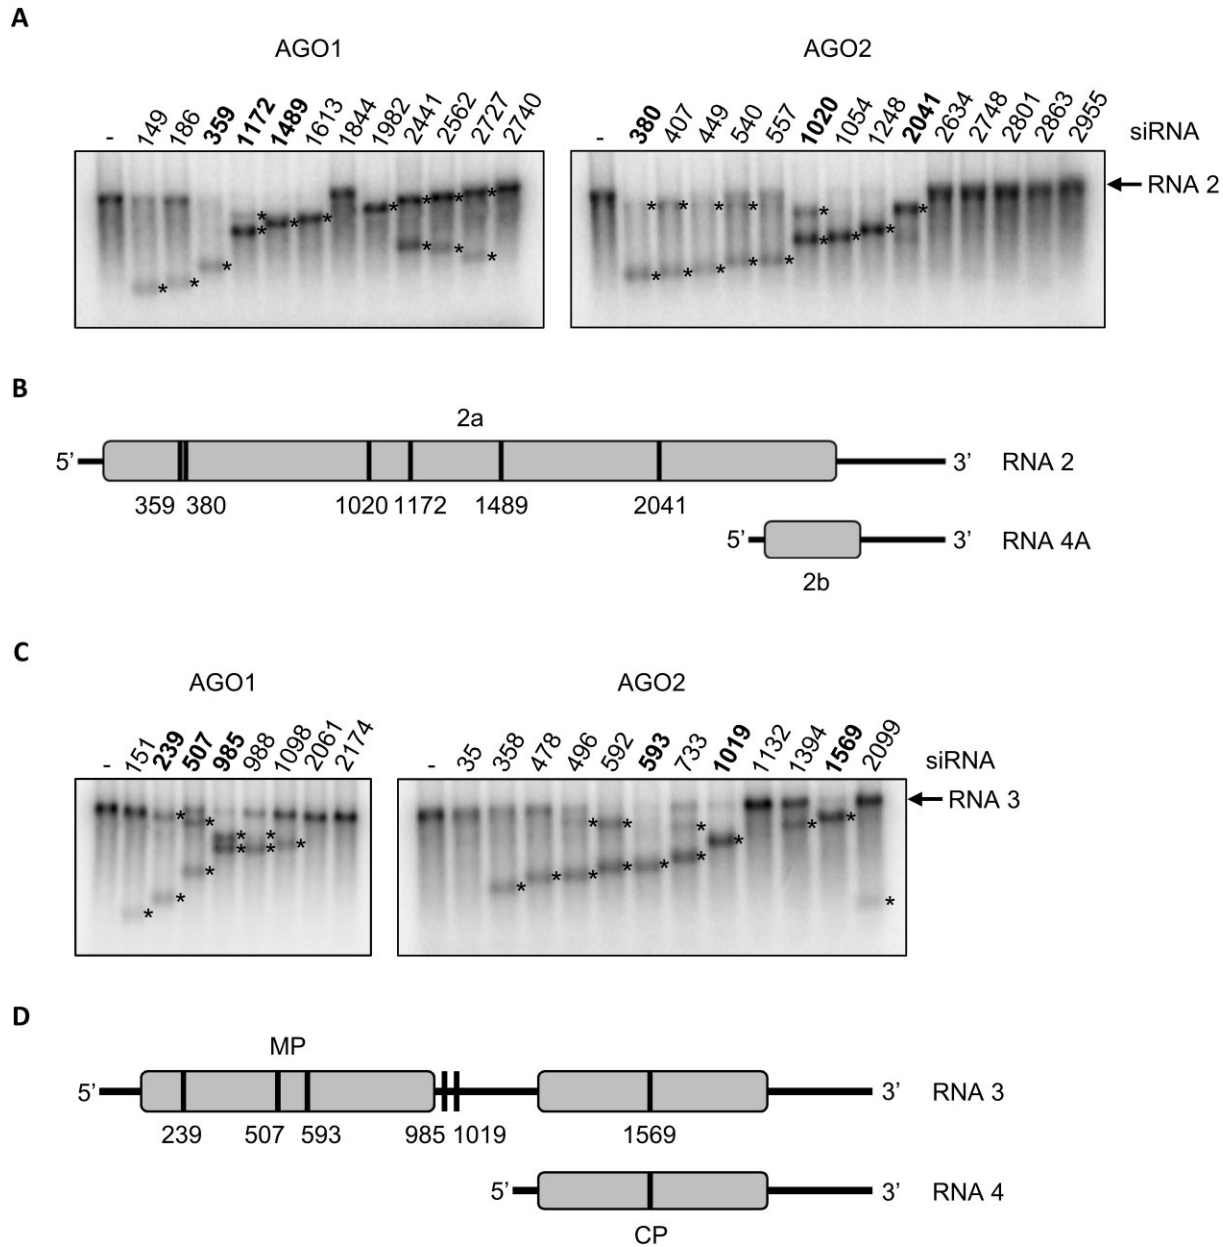 A
AGO1 AGO2
- 149 186 359 1172 1489 1613 1844 1982 2441 2562 2727 2740 - 380 407 449 540 557 1020 1054 1248 2041 2634 2748 2801 2863 2955 siRNA
RNA 2
B
2a
5’ 3’ RNA 2
359 380 1020 1172 1489 2041
5’ 3’ RNA 4A
2b
C
AGO1 AGO2
- 151 239 507 985 988 1098 2061 2174 - 35 358 478 496 592 593 733 1019 1132 1394 1569 2099 siRNA
RNA 3
D
MP
5’ 3’ RNA 3
239 507 593 985 1019 1569
5’ 3’ RNA 4
CP